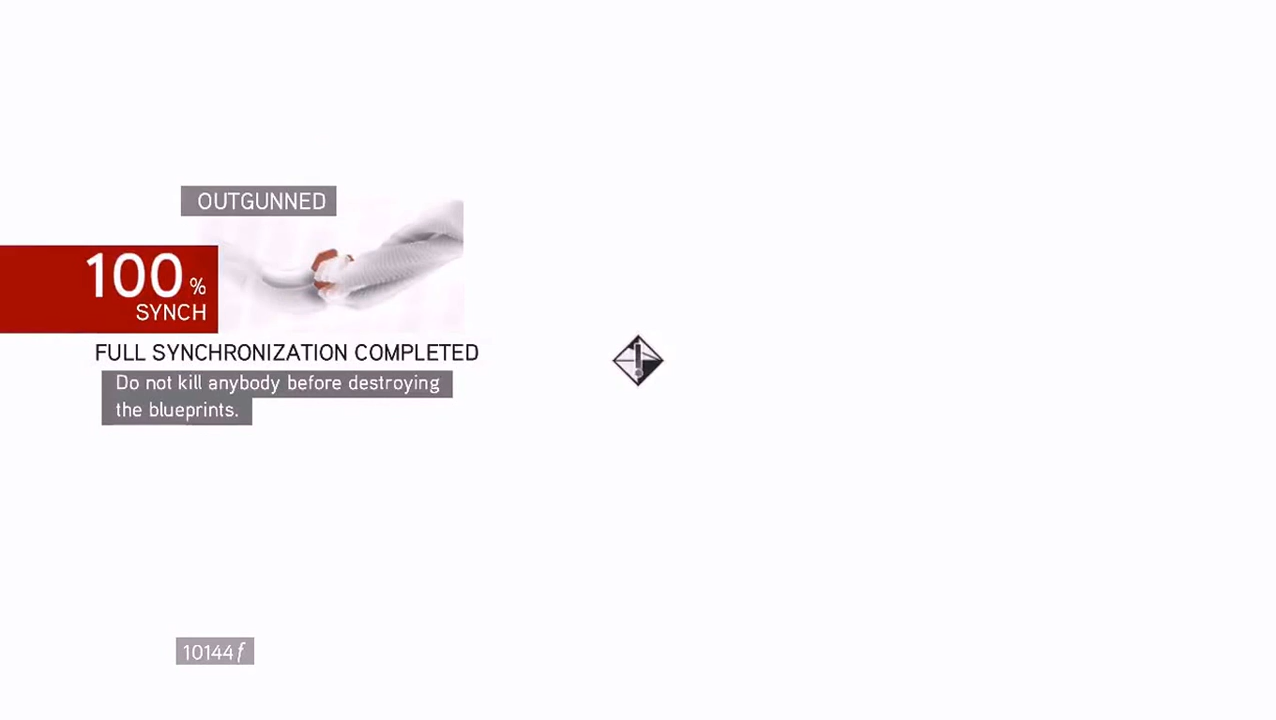 OUTGUNNED
100 %
SYNCH
FULL SYNCHRONIZATION COMPLETED
Do not kill anybody before destroying
the blueprints.
10144 f